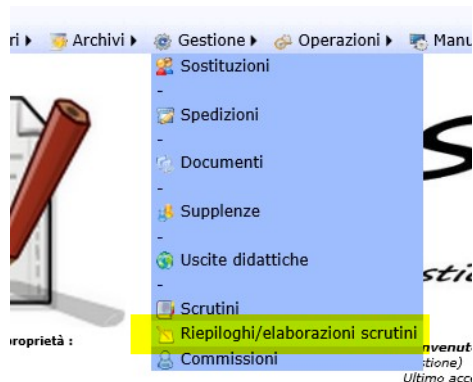 ri Archivi Gestione Operazioni Manu
Sostituzioni
-
Spedizioni
-
Documenti
-
Supplenze
-
Uscite didattiche
-
Scrutini
Riepiloghi/elaborazioni scrutini
Commissioni
roprietà :
nvenut
stione)
Ultimo acc